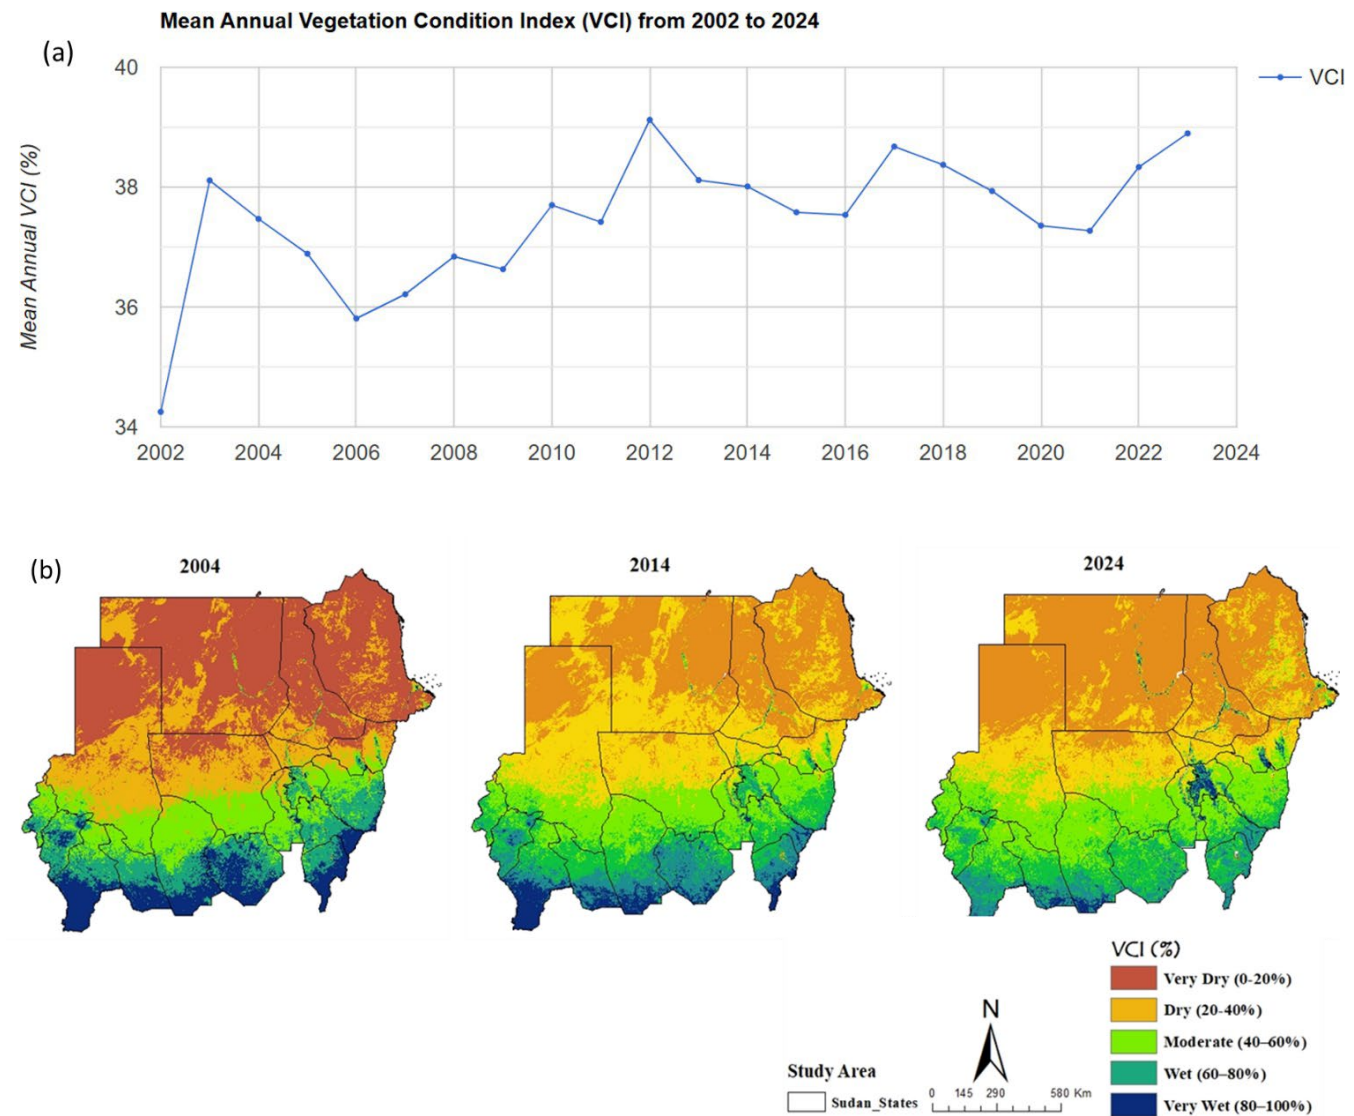 Mean Annual Vegetation Condition Index (VCI) from 2002 to 2024
(a)
40
38
36
34
Mean Annual VCI (%)
VCI
2002 2004 2006 2008 2010 2012 2014 2016 2018 2020 2022 2024
(b)
2004
2014
2024
VCI (%)
Very Dry (0-20%)
Dry (20-40%)
Moderate (40–60%)
Wet (60–80%)
Very Wet (80–100%)
N
Study Area
Sudan_States
0 145 290 580 Km